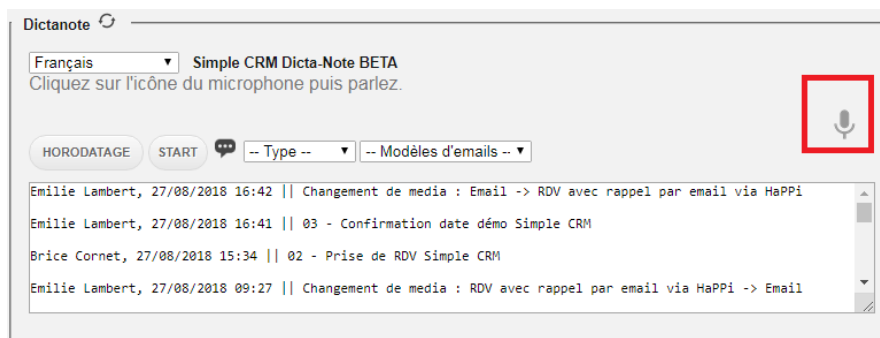 Dictanote
Français Simple CRM Dicta-Note BETA
Cliquez sur l'icône du microphone puis parlez.
HORODATAGE START -- Type -- -- Modèles d'emails --
Emilie Lambert, 27/08/2018 16:42 || Changement de media : Email -> RDV avec rappel par email via HaPPi
Emilie Lambert, 27/08/2018 16:41 || 03 - Confirmation date démo Simple CRM
Brice Cornet, 27/08/2018 15:34 || 02 - Prise de RDV Simple CRM
Emilie Lambert, 27/08/2018 09:27 || Changement de media : RDV avec rappel par email via HaPPi -> Email